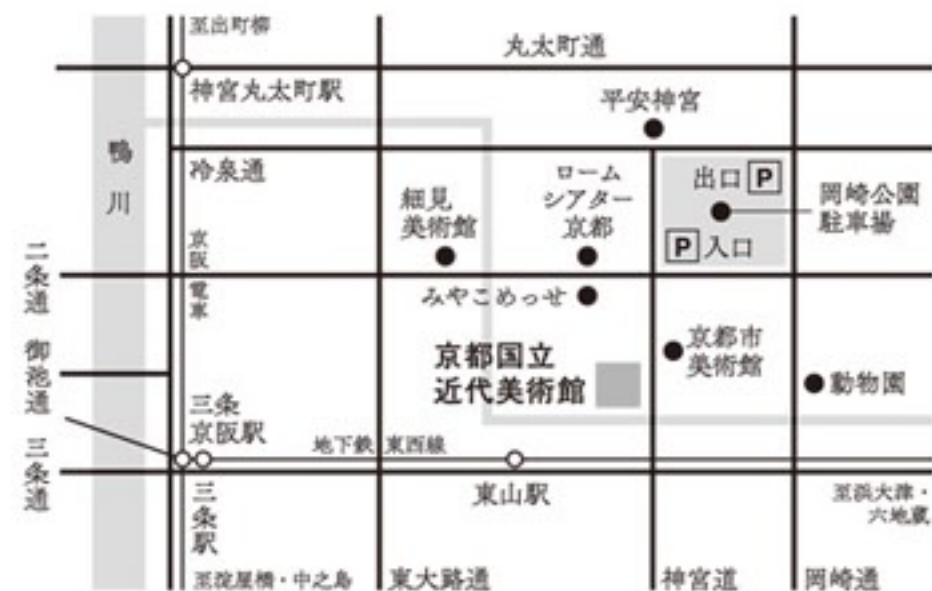 至出町柳
丸太町通
神宮丸太町駅
平安神宮
鴨川
冷泉通
細見
美術館
ローム
シアター
京都
出口 P
P 入口
岡崎公園
駐車場
京阪電車
二条通
みやこめっせ
御池通
京都国立
近代美術館
京都市
美術館
動物園
三条
京阪駅
地下鉄 東西線
三条通
三条駅
東山駅
至浜大津・
六地蔵
至淀屋橋・中之島
東大路通
神宮道
岡崎通